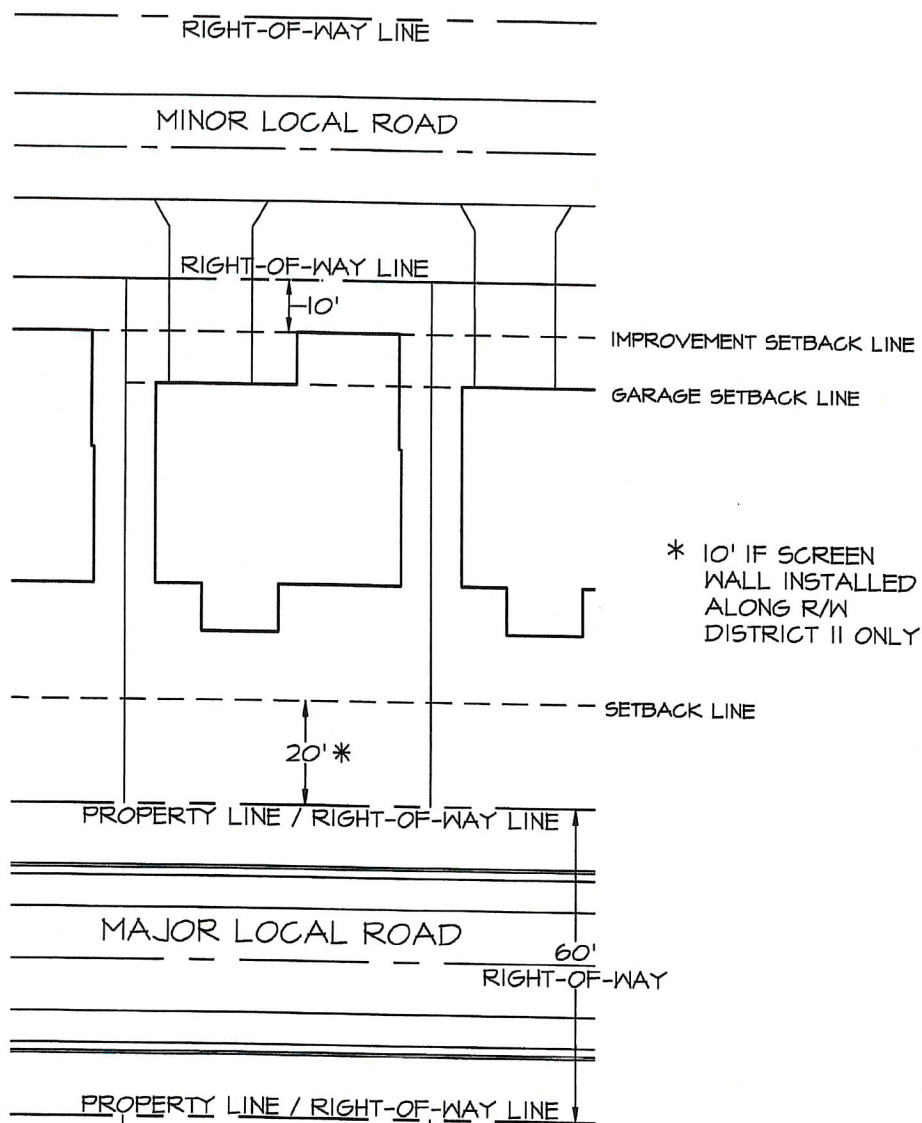 RIGHT-OF-WAY LINE
MINOR LOCAL ROAD
RIGHT-OF-WAY LINE
10'
IMPROVEMENT SETBACK LINE
GARAGE SETBACK LINE
* 10' IF SCREEN
WALL INSTALLED
ALONG R/W
DISTRICT II ONLY
SETBACK LINE
20' *
PROPERTY LINE / RIGHT-OF-WAY LINE
MAJOR LOCAL ROAD
60'
RIGHT-OF-WAY
PROPERTY LINE / RIGHT-OF-WAY LINE